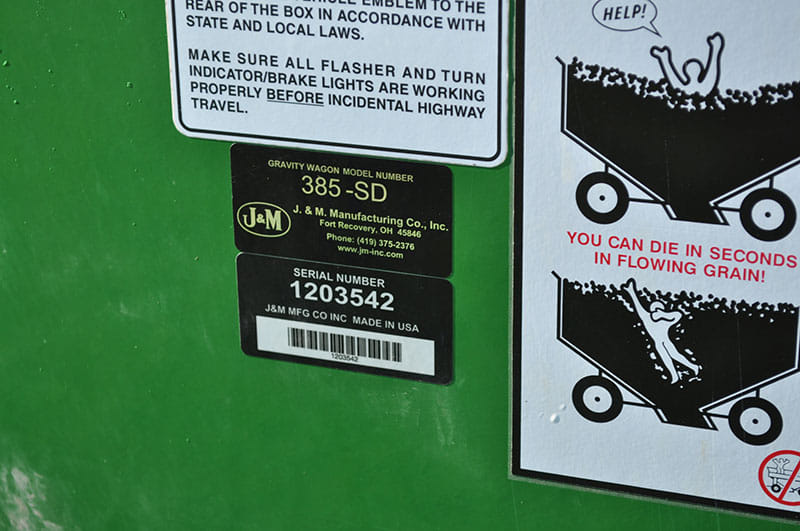 EMBLEM TO THE
REAR OF THE BOX IN ACCORDANCE WITH
STATE AND LOCAL LAWS.
MAKE SURE ALL FLASHER AND TURN
INDICATOR/BRAKE LIGHTS ARE WORKING
PROPERLY BEFORE INCIDENTAL HIGHWAY
TRAVEL.
GRAVITY WAGON MODEL NUMBER
385-SD
J&M
J. & M. Manufacturing Co., Inc.
Fort Recovery, OH 45846
Phone: (419) 375-2376
www.jm-inc.com
SERIAL NUMBER
1203542
J&M MFG CO INC MADE IN USA
1203542
HELP!
YOU CAN DIE IN SECONDS
IN FLOWING GRAIN!